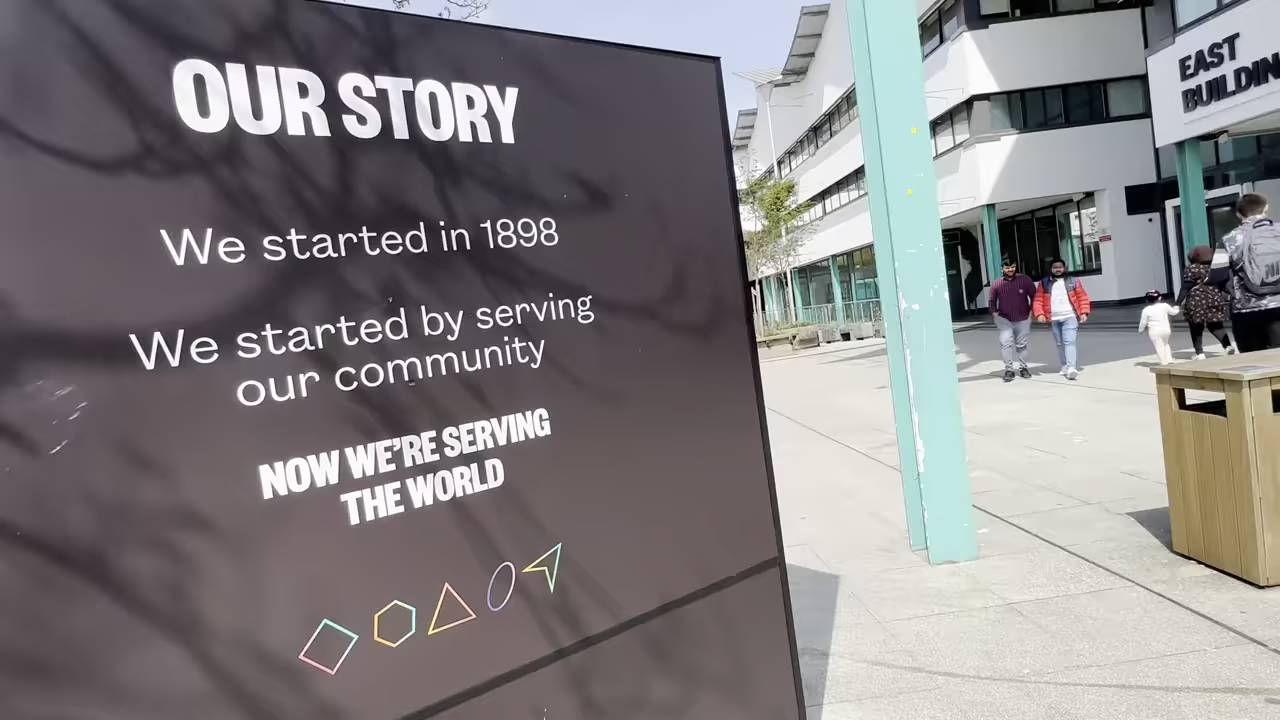 OUR STORY
We started in 1898
We started by serving
our community
NOW WE'RE SERVING
THE WORLD
EAST
BUILDIN